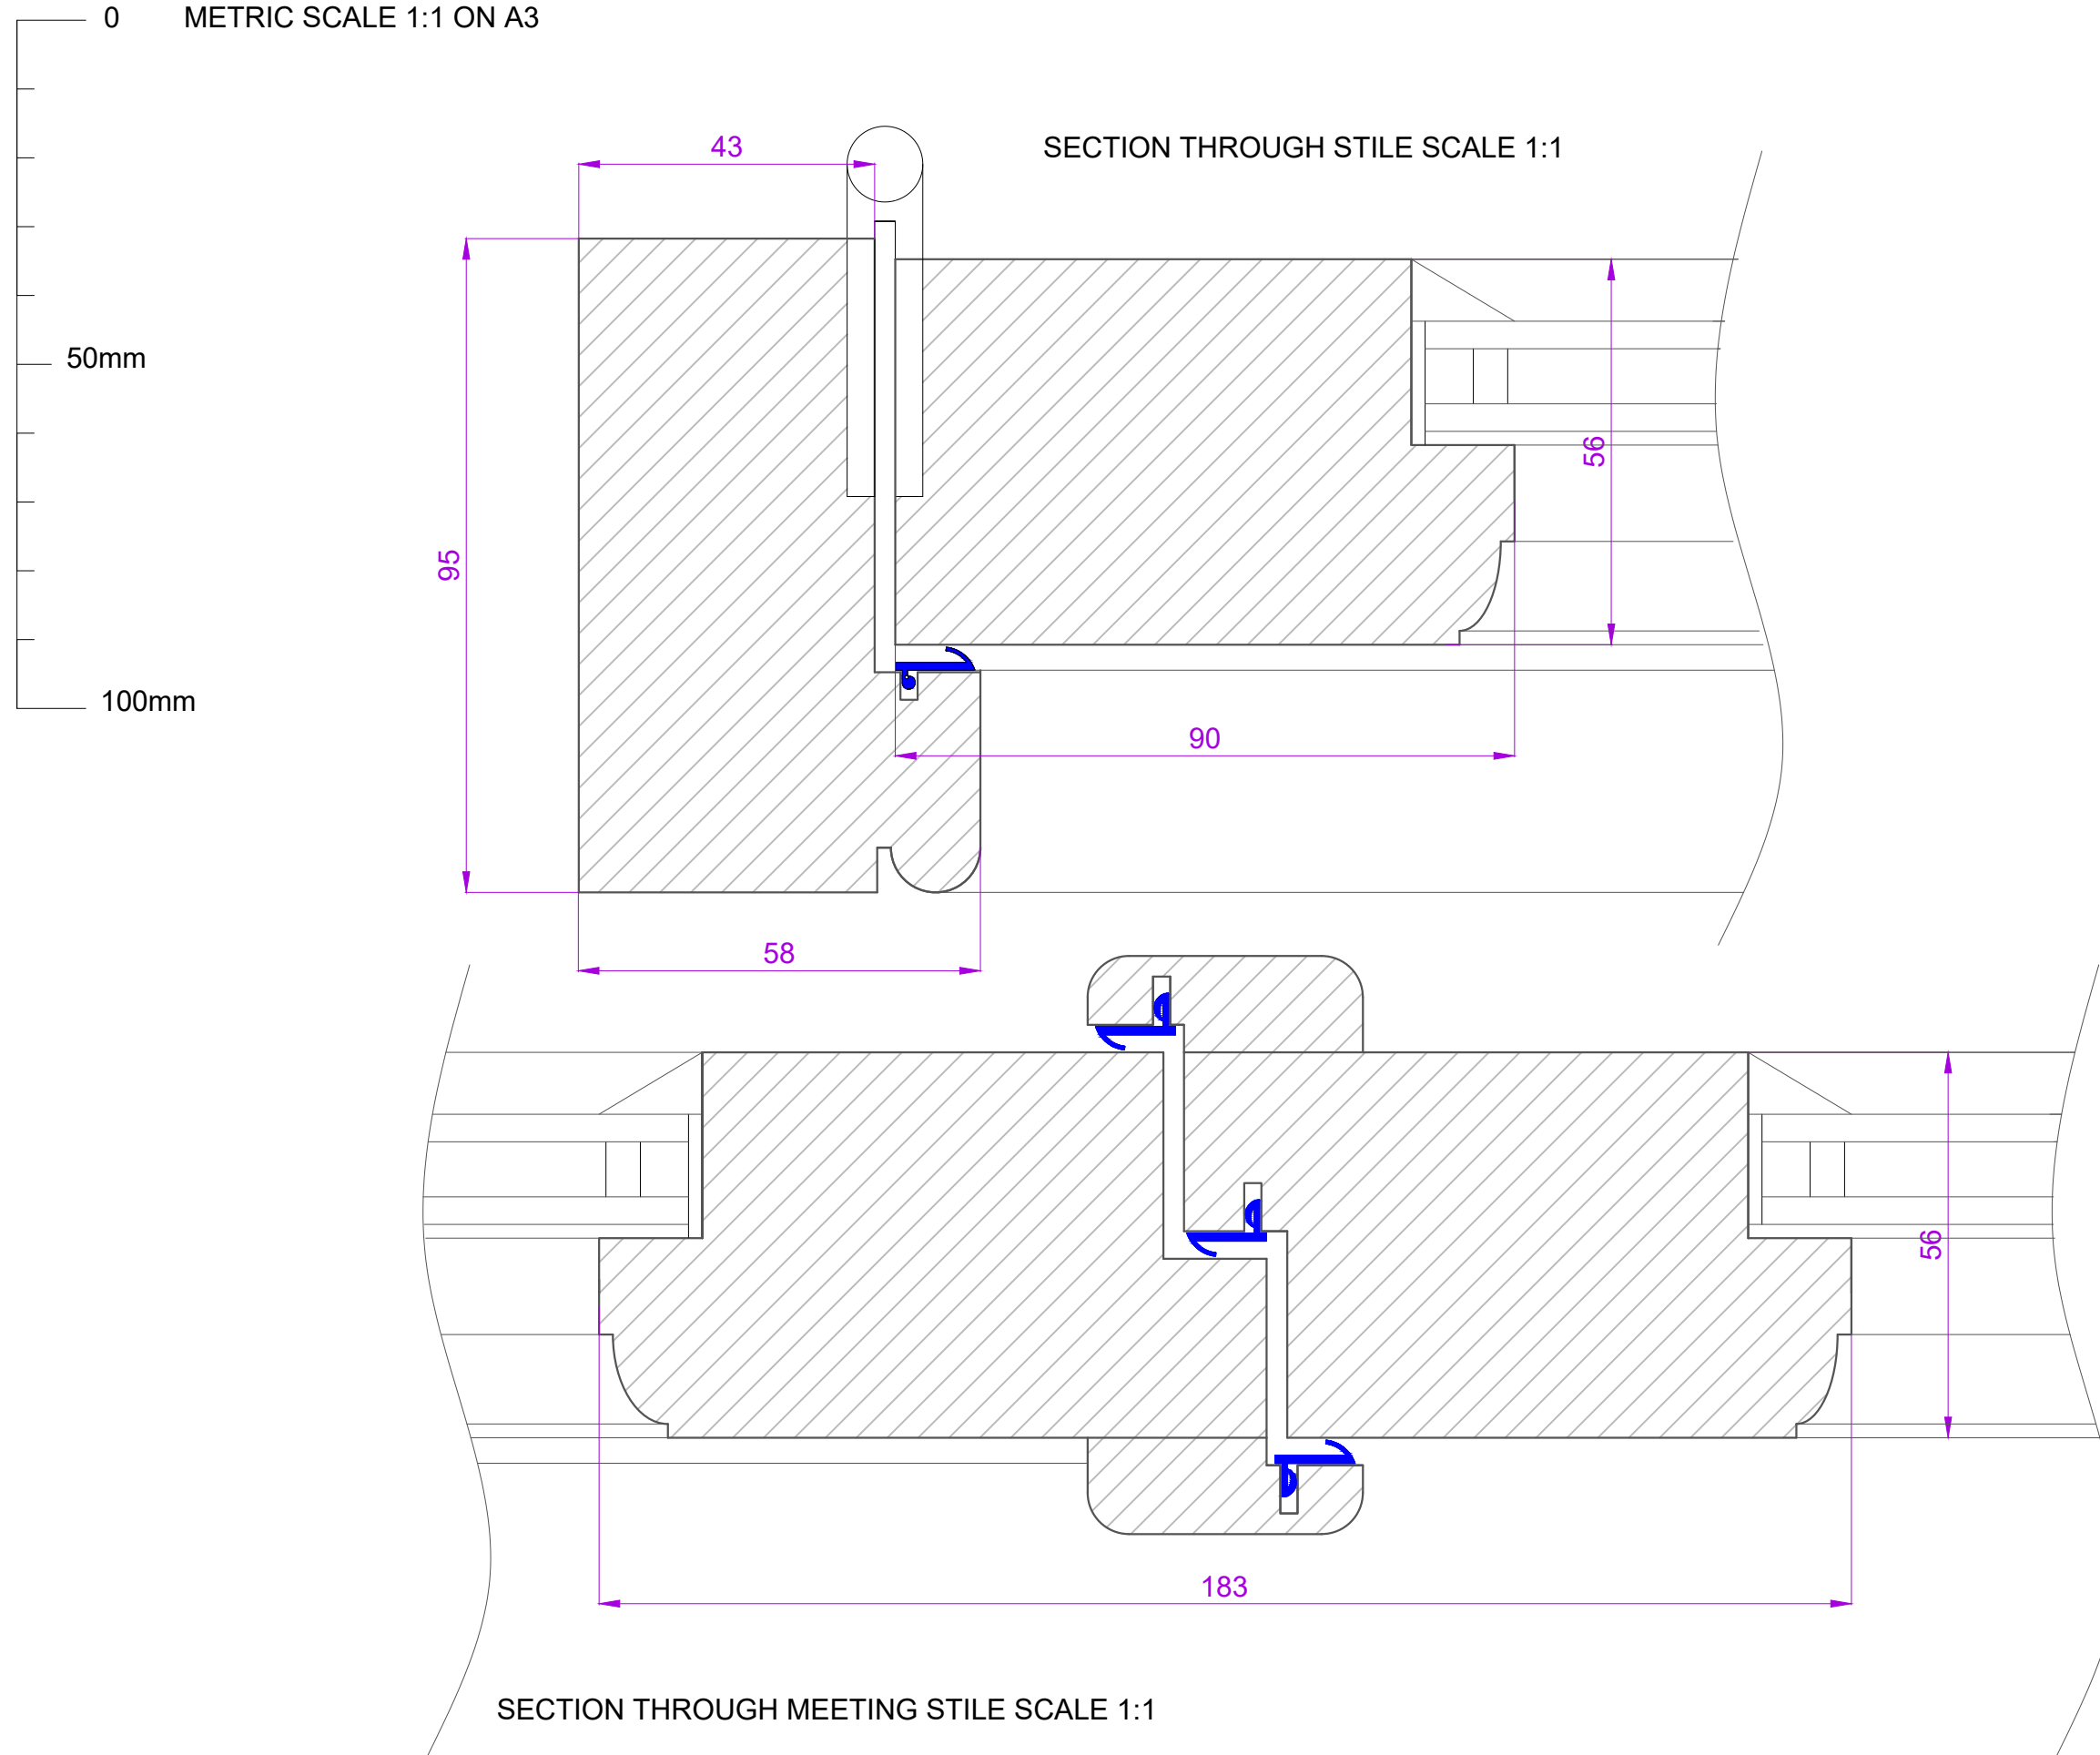 0 METRIC SCALE 1:1 ON A3
43
SECTION THROUGH STILE SCALE 1:1
50mm
56
95
100mm
90
58
56
183
SECTION THROUGH MEETING STILE SCALE 1:1